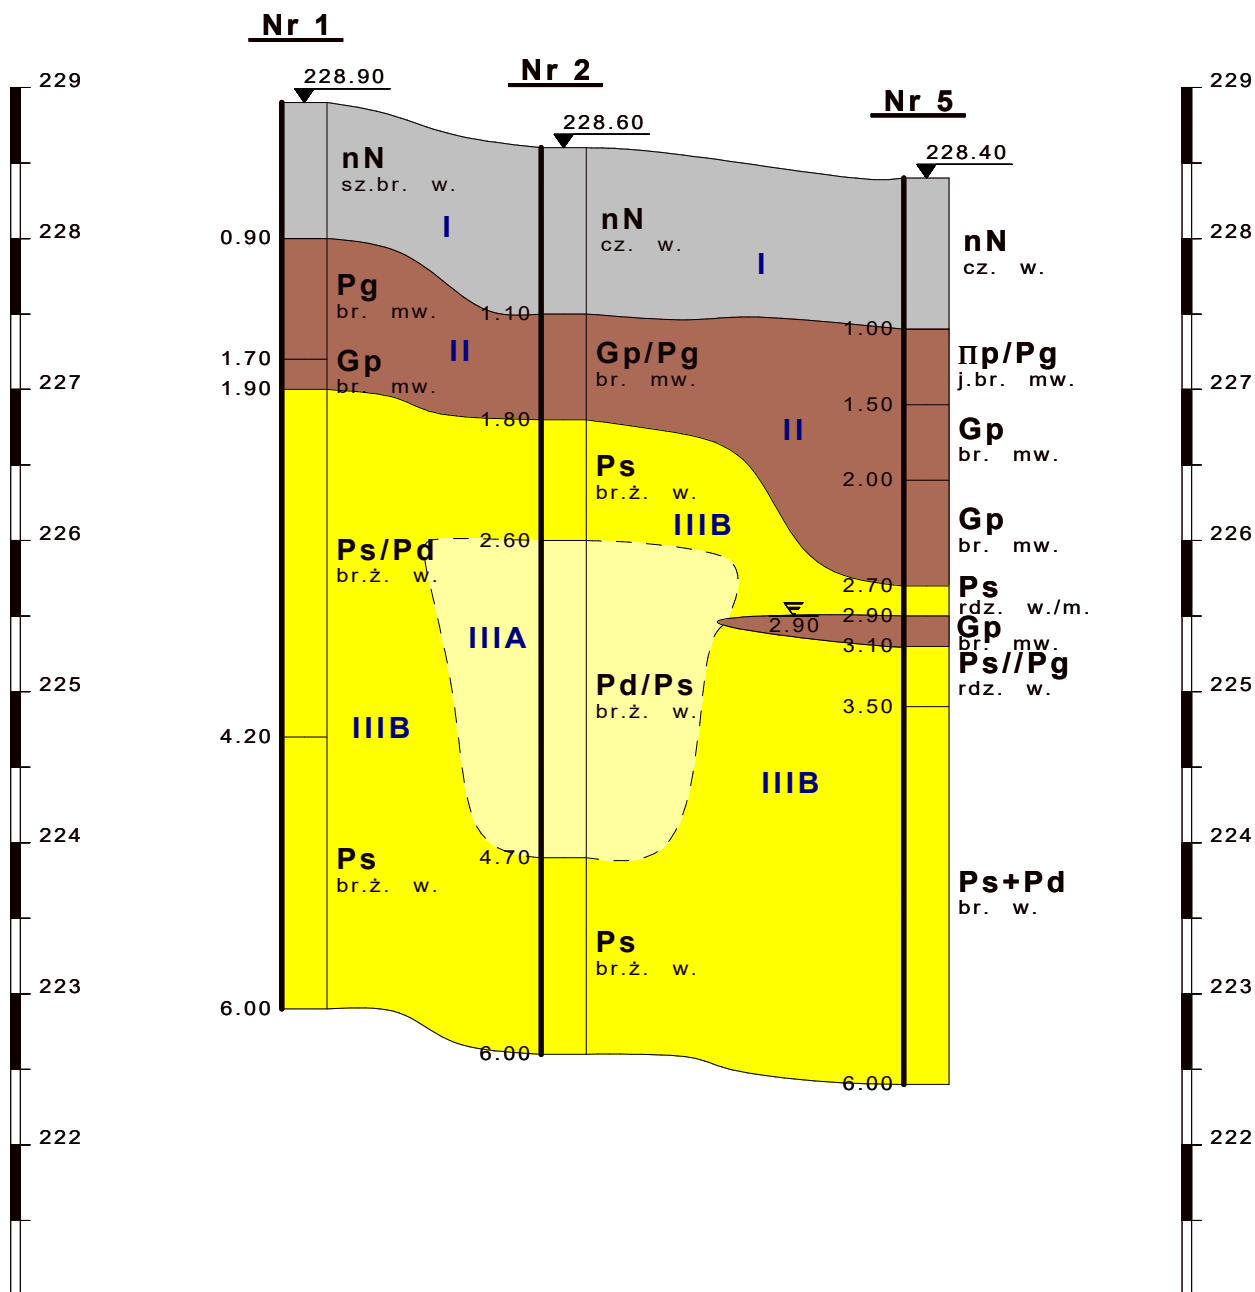 Nr 1
Nr 2
Nr 5
229
228.90
229
228.60
228.40
nN
sz.br. w.
I
nN
cz. w.
I
nN
cz. w.
228
0.90
228
Pg
br. mw.
1.10
II
1.00
Gp
br. mw.
1.70
Gp/Pg
br. mw.
Πp/Pg
j.br. mw.
227
1.90
227
1.80
1.50
II
Gp
br. mw.
Ps
br.ż. w.
2.00
IIIB
Gp
br. mw.
226
2.60
226
Ps/Pd
br.ż. w.
2.70
Ps
rdz. w./m.
2.90
2.90
Gp
br. mw.
IIIA
3.10
Ps//Pg
rdz. w.
225
Pd/Ps
br.ż. w.
225
3.50
4.20
IIIB
IIIB
224
224
Ps
br.ż. w.
4.70
Ps+Pd
br. w.
Ps
br.ż. w.
223
6.00
223
6.00
6.00
222
222